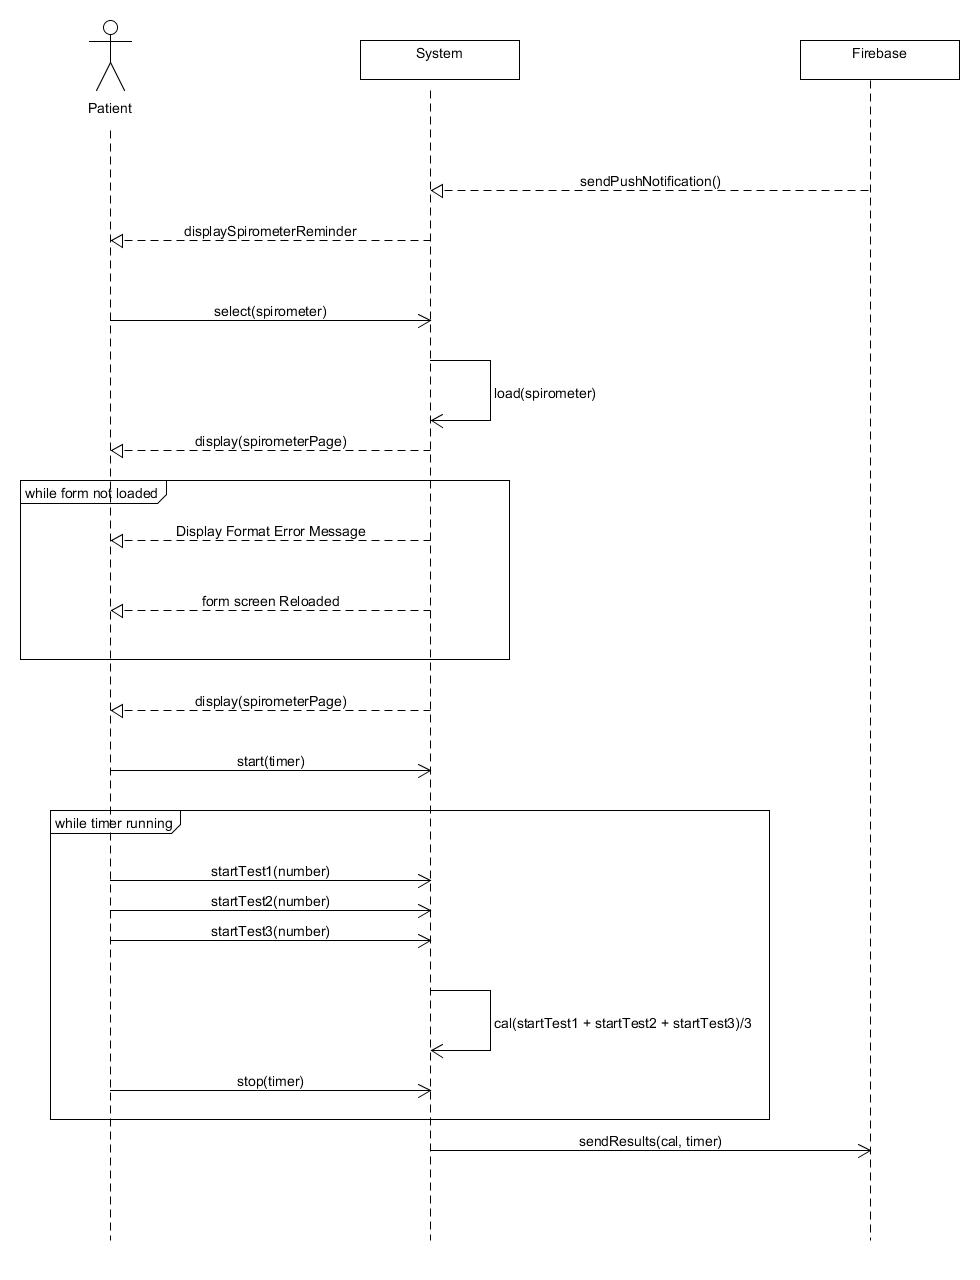 System
Firebase
Patient
sendPushNotification()
displaySpirometerReminder
select(spirometer)
load(spirometer)
display(spirometerPage)
while form not loaded
Display Format Error Message
form screen Reloaded
display(spirometerPage)
start(timer)
while timer running
startTest1(number)
startTest2(number)
startTest3(number)
cal(startTest1 + startTest2 + startTest3)/3
stop(timer)
sendResults(cal, timer)